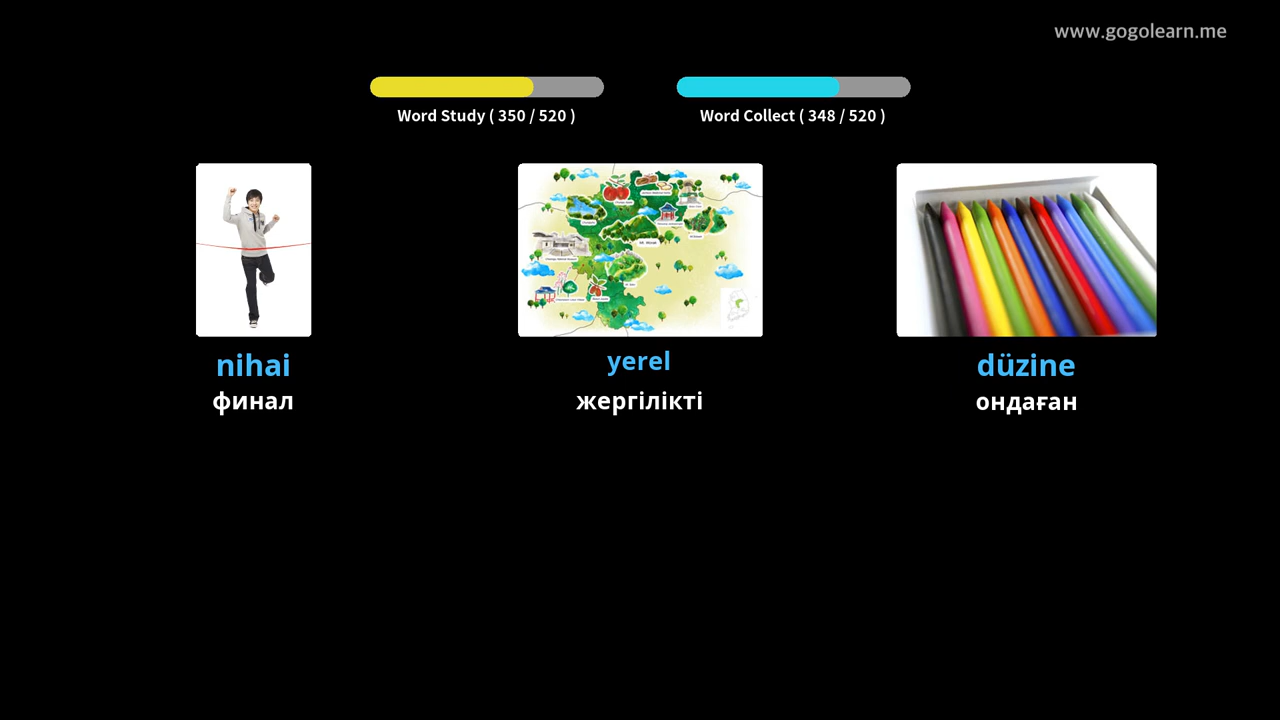 www.gogolearn.me
Word Study ( 350 / 520 )
Word Collect ( 348 / 520 )
nihai
yerel
düzine
финал
жергілікті
ондаған